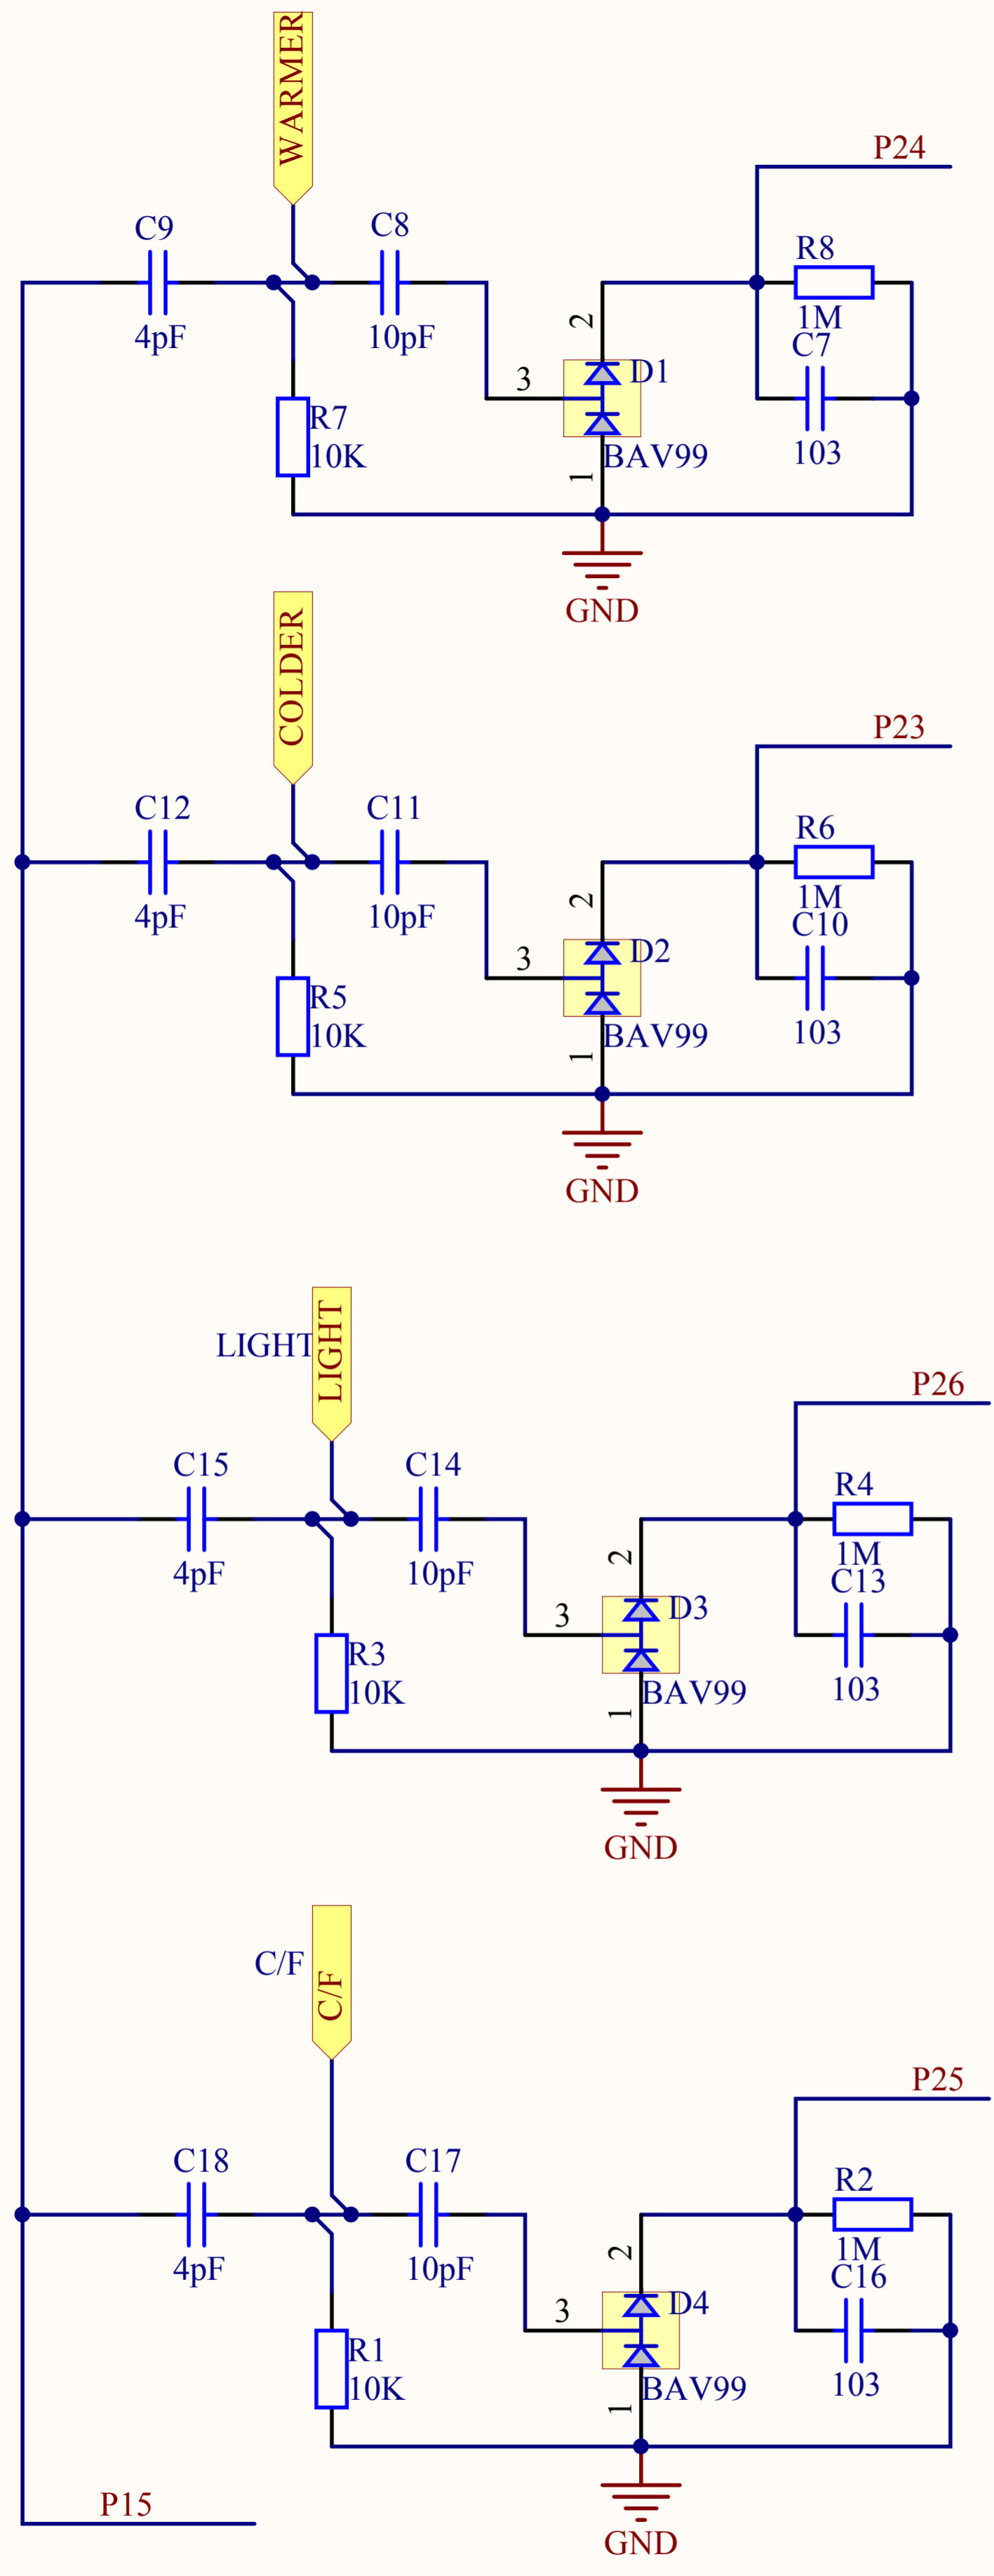 WARMER
P24
C9
C8
R8
4pF
10pF
1M
C7
2
3
D1
R7
10K
BAV99
103
1
GND
COLDER
P23
C12
C11
R6
4pF
10pF
1M
C10
2
3
D2
R5
10K
BAV99
103
1
GND
LIGHT
LIGHT
P26
C15
C14
R4
4pF
10pF
1M
C13
2
3
D3
R3
10K
BAV99
103
1
GND
C/F
C/F
P25
C18
C17
R2
4pF
10pF
1M
C16
2
3
D4
R1
10K
BAV99
103
1
P15
GND